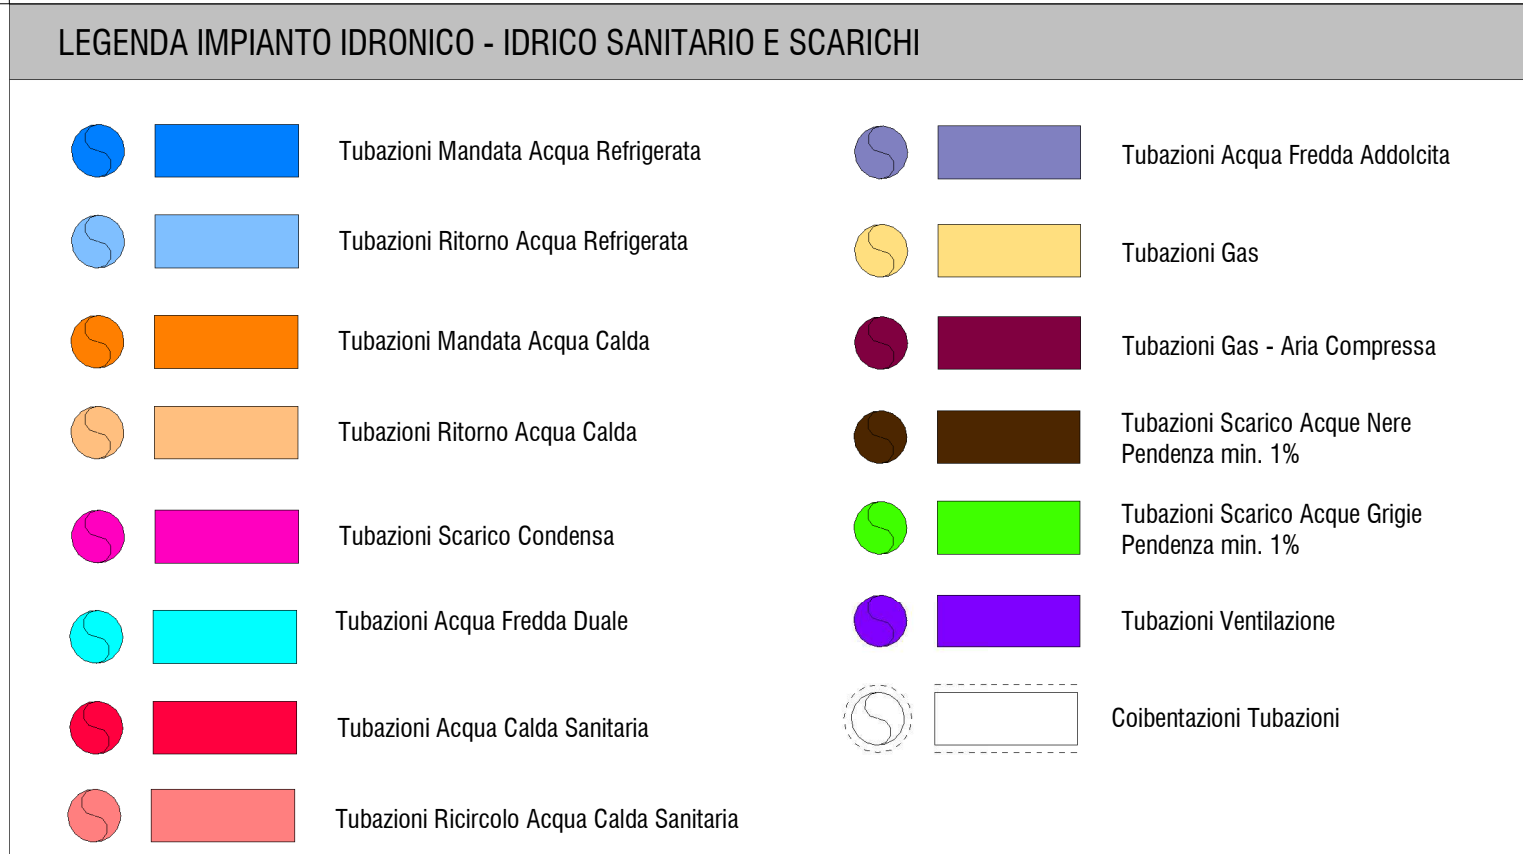 LEGENDA IMPIANTO IDRONICO - IDRICO SANITARIO E SCARICHI
Tubazioni Mandata Acqua Refrigerata
Tubazioni Ritorno Acqua Refrigerata
Tubazioni Mandata Acqua Calda
Tubazioni Ritorno Acqua Calda
Tubazioni Scarico Condensa
Tubazioni Acqua Fredda Duale
Tubazioni Acqua Calda Sanitaria
Tubazioni Ricircolo Acqua Calda Sanitaria
Tubazioni Acqua Fredda Addolcita
Tubazioni Gas
Tubazioni Gas - Aria Compressa
Tubazioni Scarico Acque Nere
Pendenza min. 1%
Tubazioni Scarico Acque Grigie
Pendenza min. 1%
Tubazioni Ventilazione
Coibentazioni Tubazioni